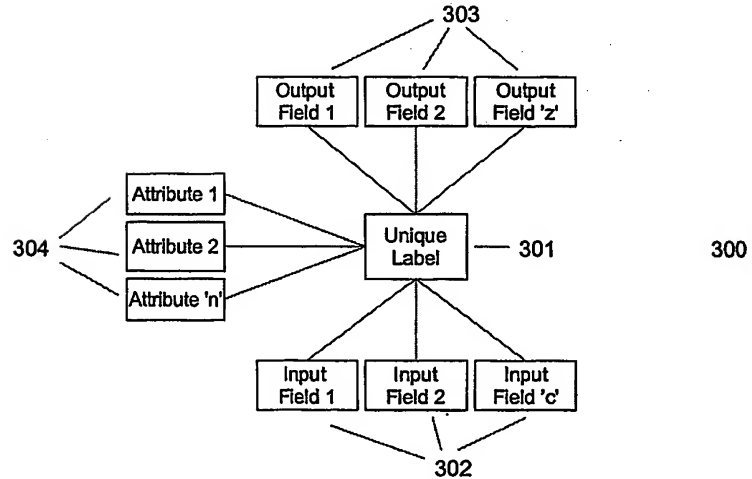 303
Output
Field 1
Output
Field 2
Output
Field 'z'
Attribute 1
Attribute 2
Attribute 'n'
304
Unique
Label
301
300
Input
Field 1
Input
Field 2
Input
Field 'c'
302